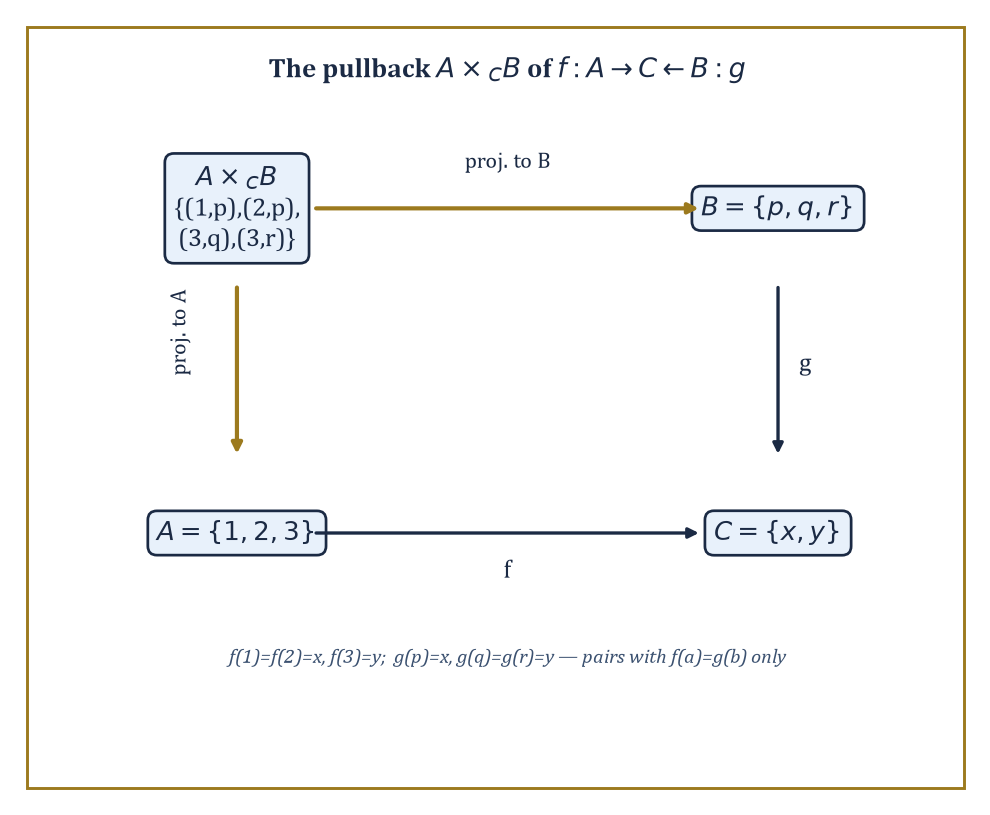 The pullback A × _C B of f : A → C ← B : g
proj. to B
A × _C B
{(1,p),(2,p),
(3,q),(3,r)}
B = {p, q, r}
proj. to A
g
A = {1, 2, 3}
C = {x, y}
f
f(1)=f(2)=x, f(3)=y; g(p)=x, g(q)=g(r)=y — pairs with f(a)=g(b) only